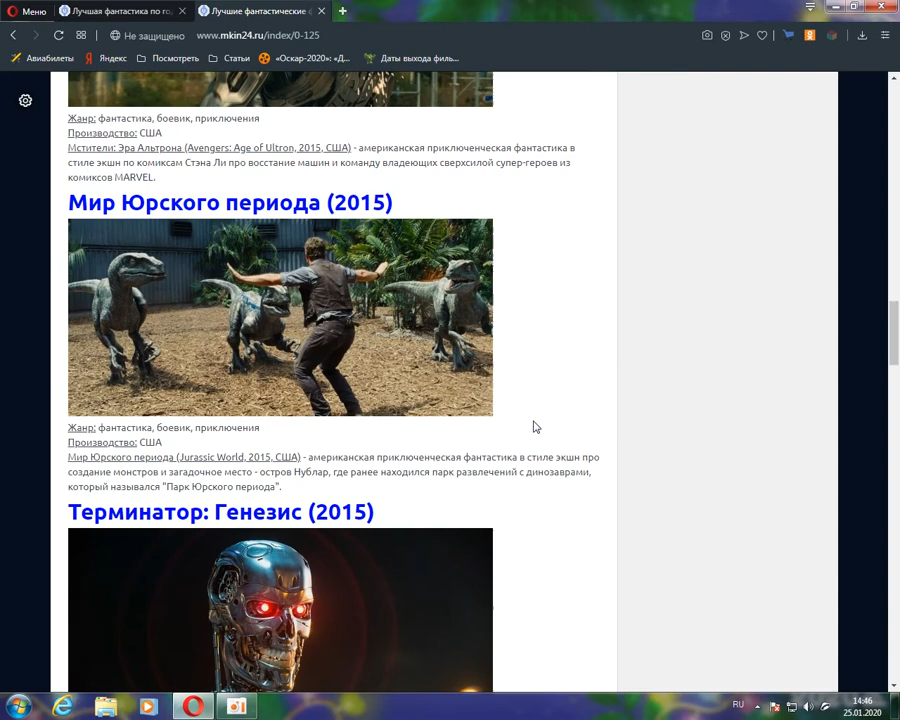 Меню
Лучшая фантастика по го
Лучшие фантастические ф
Не защищено
www.mkin24.ru/index/0-125
Авиабилеты
Яндекс
Посмотреть
Статьи
«Оскар-2020»: «Д...
Даты выхода филь...
Жанр: фантастика, боевик, приключения
Производство: США
Мстители: Эра Альтрона (Avengers: Age of Ultron, 2015, США) - американская приключенческая фантастика в
стиле экшн по комиксам Стэна Ли про восстание машин и команду владеющих сверхсилой супер-героев из
комиксов MARVEL.
Мир Юрского периода (2015)
Жанр: фантастика, боевик, приключения
Производство: США
Мир Юрского периода (Jurassic World, 2015, США) - американская приключенческая фантастика в стиле экшн про
создание монстров и загадочное место - остров Нублар, где ранее находился парк развлечений с динозаврами,
который назывался "Парк Юрского периода".
Терминатор: Генезис (2015)
RU
14:46
25.01.2020